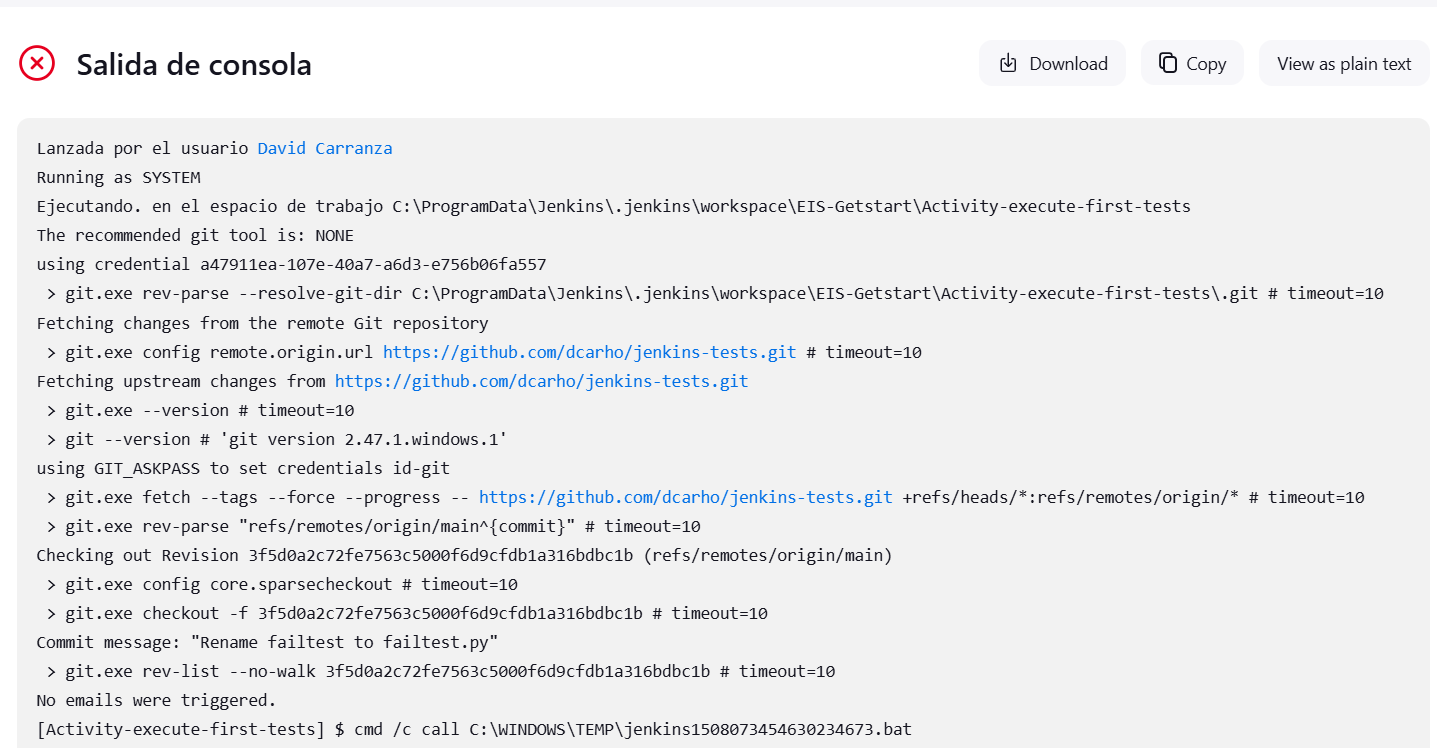 Salida de consola
Download
Copy
View as plain text
Lanzada por el usuario David Carranza
Running as SYSTEM
Ejecutando. en el espacio de trabajo C:\ProgramData\Jenkins\.jenkins\workspace\EIS-Getstart\Activity-execute-first-tests
The recommended git tool is: NONE
using credential a47911ea-107e-40a7-a6d3-e756b06fa557
> git.exe rev-parse --resolve-git-dir C:\ProgramData\Jenkins\.jenkins\workspace\EIS-Getstart\Activity-execute-first-tests\.git # timeout=10
Fetching changes from the remote Git repository
> git.exe config remote.origin.url https://github.com/dcarho/jenkins-tests.git # timeout=10
Fetching upstream changes from https://github.com/dcarho/jenkins-tests.git
> git.exe --version # timeout=10
> git --version # 'git version 2.47.1.windows.1'
using GIT_ASKPASS to set credentials id-git
> git.exe fetch --tags --force --progress -- https://github.com/dcarho/jenkins-tests.git +refs/heads/*:refs/remotes/origin/* # timeout=10
> git.exe rev-parse "refs/remotes/origin/main^{commit}" # timeout=10
Checking out Revision 3f5d0a2c72fe7563c5000f6d9cfdb1a316bdbc1b (refs/remotes/origin/main)
> git.exe config core.sparsecheckout # timeout=10
> git.exe checkout -f 3f5d0a2c72fe7563c5000f6d9cfdb1a316bdbc1b # timeout=10
Commit message: "Rename failtest to failtest.py"
> git.exe rev-list --no-walk 3f5d0a2c72fe7563c5000f6d9cfdb1a316bdbc1b # timeout=10
No emails were triggered.
[Activity-execute-first-tests] $ cmd /c call C:\WINDOWS\TEMP\jenkins1508073454630234673.bat